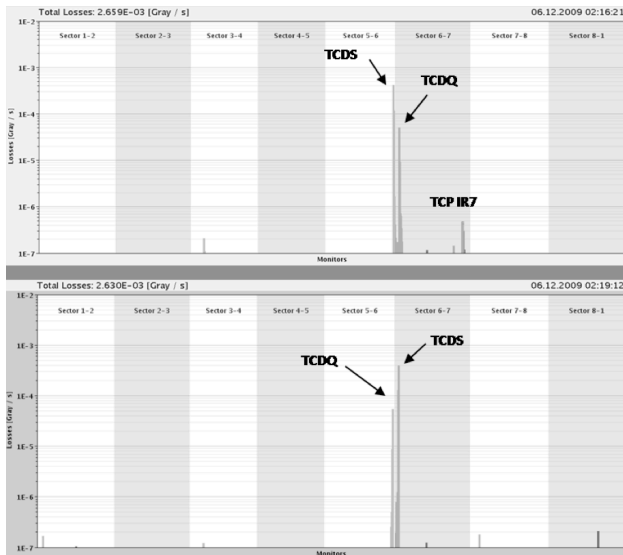 Total Losses: 2.659E-03 [Gray / s] 06.12.2009 02:16:21
1E-2
Sector 1-2 Sector 2-3 Sector 3-4 Sector 4-5 Sector 5-6 Sector 6-7 Sector 7-8 Sector 8-1
TCDS
1E-3
TCDQ
1E-4
Losses [Gray / s]
1E-5
1E-6
TCP IR7
1E-7
Monitors
Total Losses: 2.630E-03 [Gray / s] 06.12.2009 02:19:12
1E-2
Sector 1-2 Sector 2-3 Sector 3-4 Sector 4-5 Sector 5-6 Sector 6-7 Sector 7-8 Sector 8-1
1E-3
TCDS
TCDQ
1E-4
Losses [Gray / s]
1E-5
1E-6
1E-7
Monitors